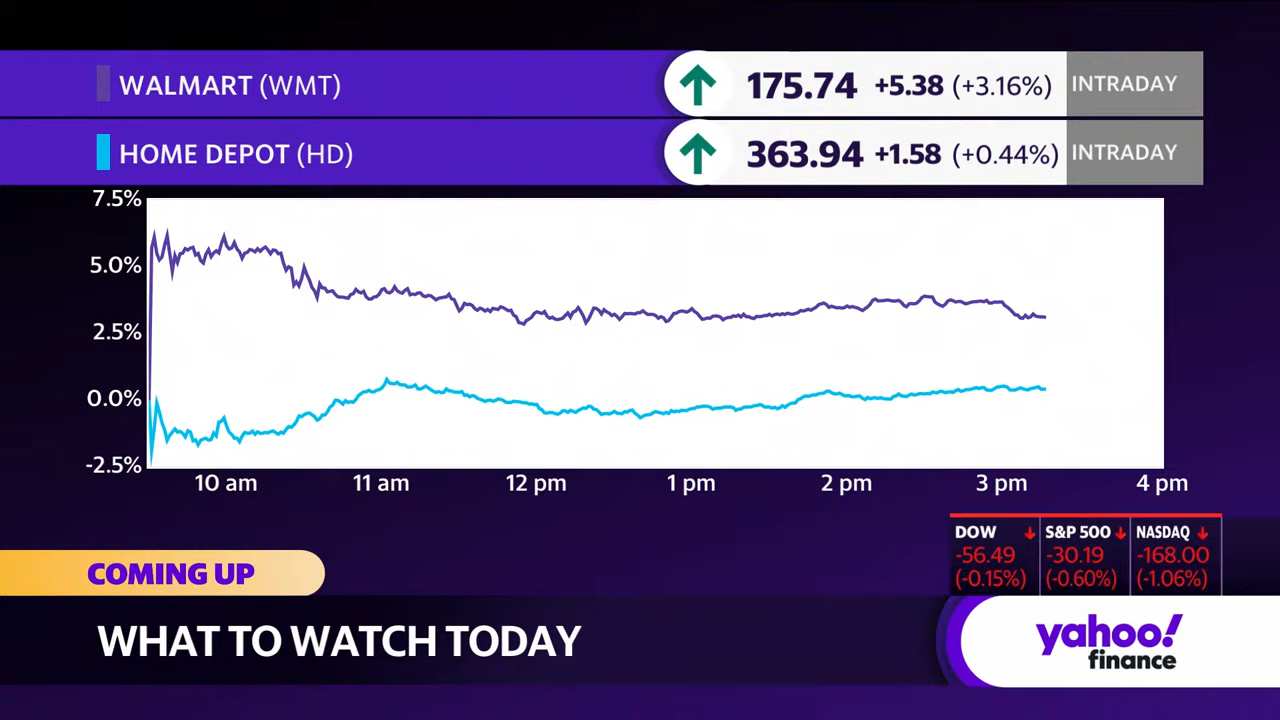 WALMART (WMT) 175.74 +5.38 (+3.16%) INTRADAY
HOME DEPOT (HD) 363.94 +1.58 (+0.44%) INTRADAY
7.5%
5.0%
2.5%
0.0%
-2.5%
10 am 11 am 12 pm 1 pm 2 pm 3 pm 4 pm
DOW S&P 500 NASDAQ
-56.49 -30.19 -168.00
(-0.15%) (-0.60%) (-1.06%)
COMING UP
WHAT TO WATCH TODAY
yahoo!
finance